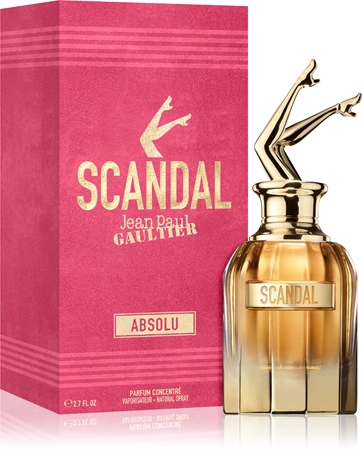 SCANDAL
Jean Paul
GAULTIER
ABSOLU
PARFUM CONCENTRÉ
VAPORISATEUR - NATURAL SPRAY
℮ 2.7 FL. OZ
SCANDAL